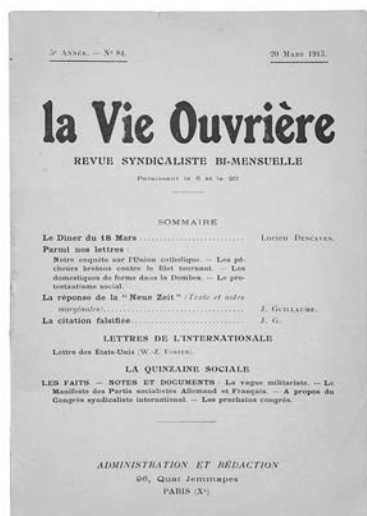 5e ANNÉE. — No 84.
20 MARS 1913.
la Vie Ouvrière
REVUE SYNDICALISTE BI-MENSUELLE
Paraissant le 5 et le 20
SOMMAIRE
Le Diner du 18 Mars ........ Lucien DESCAVES.
Parmi nos lettres :
Notre enquête sur l'Union catholique. — Les pê-
cheurs bretons contre le filet tournant. — Les
domestiques de ferme dans la Dombes. — Le pro-
testantisme social.
La réponse de la "Neue Zeit" (Texte et notes
marginales) ........ J. GUILLAUME.
La citation falsifiée ........ J. G.
LETTRES DE L'INTERNATIONALE
Lettre des Etats-Unis (W.-Z. FOSTER).
LA QUINZAINE SOCIALE
LES FAITS. — NOTES ET DOCUMENTS : La vague militariste. — Le
Manifeste des Partis socialistes Allemand et Français. — A propos du
Congrès syndicaliste international. — Les prochains congrès.
ADMINISTRATION ET RÉDACTION
96, Quai Jemmapes
PARIS (Xe)